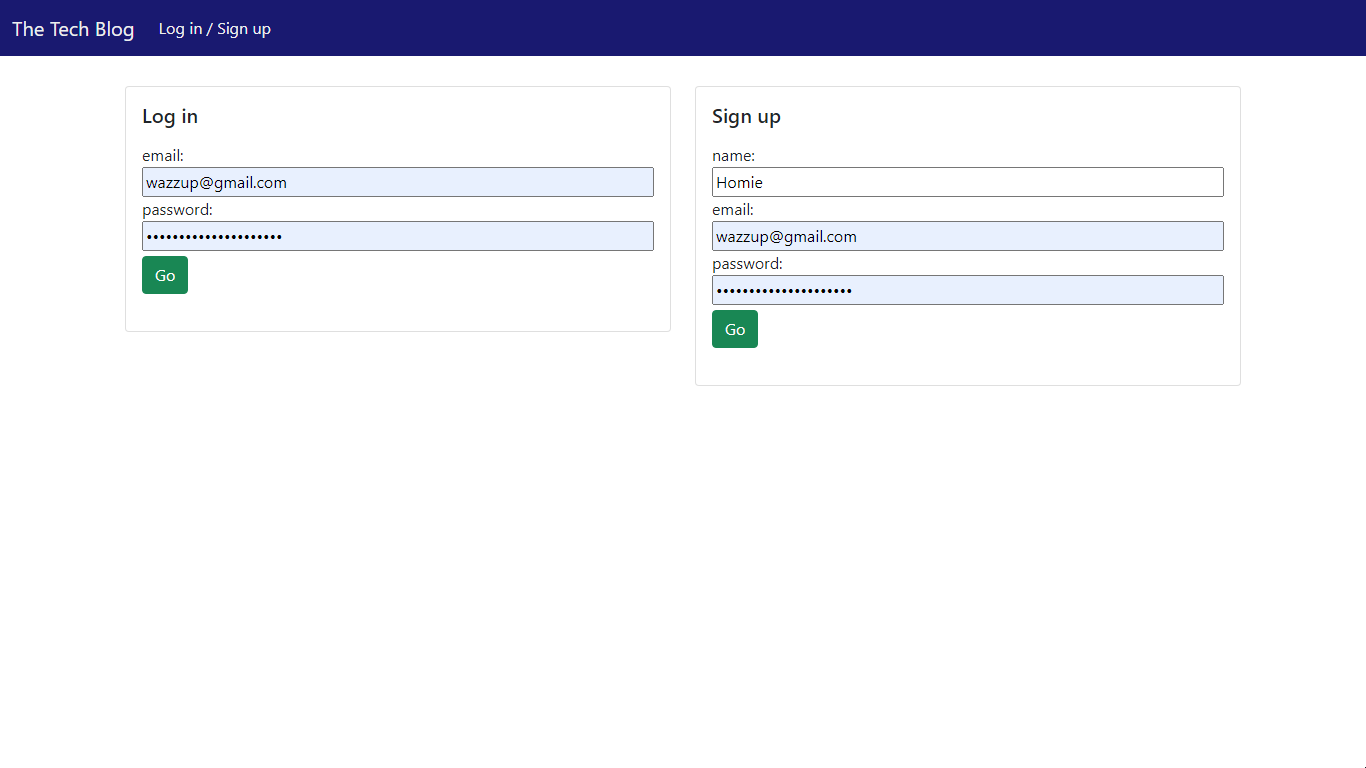 The Tech Blog
Log in / Sign up
Log in
email:
wazzup@gmail.com
password:
•••••••••••••••••••••
Go
Sign up
name:
Homie
email:
wazzup@gmail.com
password:
•••••••••••••••••••••
Go